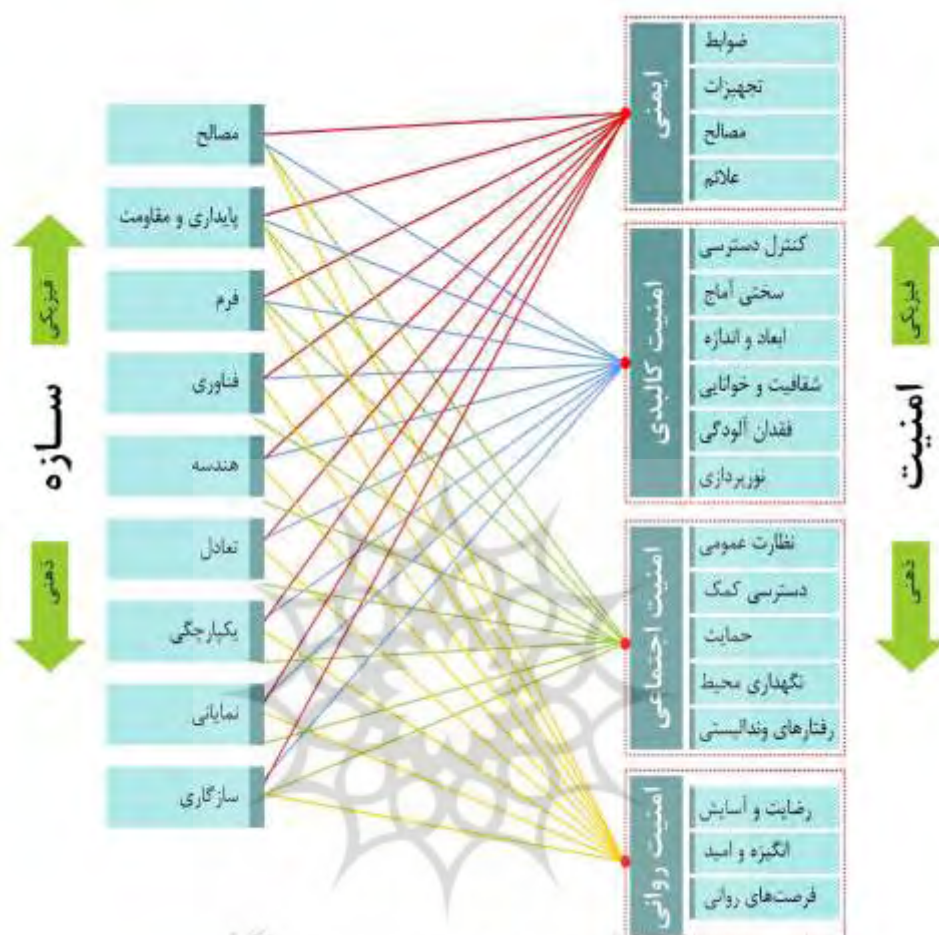 امنیت
فیزیکی
ذهنی
ایمنی
ضوابط
تجهیزات
مصالح
علائم
امنیت کالبدی
کنترل دسترسی
سختی آماج
ابعاد و اندازه
شفافیت و خوانایی
فقدان آلودگی
نورپردازی
امنیت اجتماعی
نظارت عمومی
دسترسی کمک
حمایت
نگهداری محیط
رفتارهای وندالیستی
امنیت روانی
رضایت و آسایش
انگیزه و امید
فرصت‌های روانی
مصالح
پایداری و مقاومت
فرم
فناوری
هندسه
تعادل
یکپارچگی
نمایانی
سازگاری
سازه
فیزیکی
ذهنی